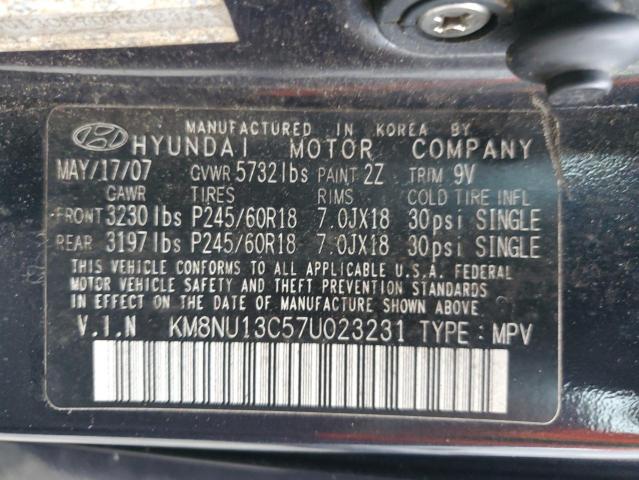 MANUFACTURED IN KOREA BY
HYUNDAI MOTOR COMPANY
MAY/17/07 GVWR 5732lbs PAINT 2Z TRIM 9V
GAWR TIRES RIMS COLD TIRE INFL
FRONT 3230 lbs P245/60R18 7.0JX18 30psi SINGLE
REAR 3197 lbs P245/60R18 7.0JX18 30psi SINGLE
THIS VEHICLE CONFORMS TO ALL APPLICABLE U.S.A. FEDERAL
MOTOR VEHICLE SAFETY AND THEFT PREVENTION STANDARDS IN
EFFECT ON THE DATE OF MANUFACTURE SHOWN ABOVE.
V.I.N KM8NU13C57U023231 TYPE : MPV